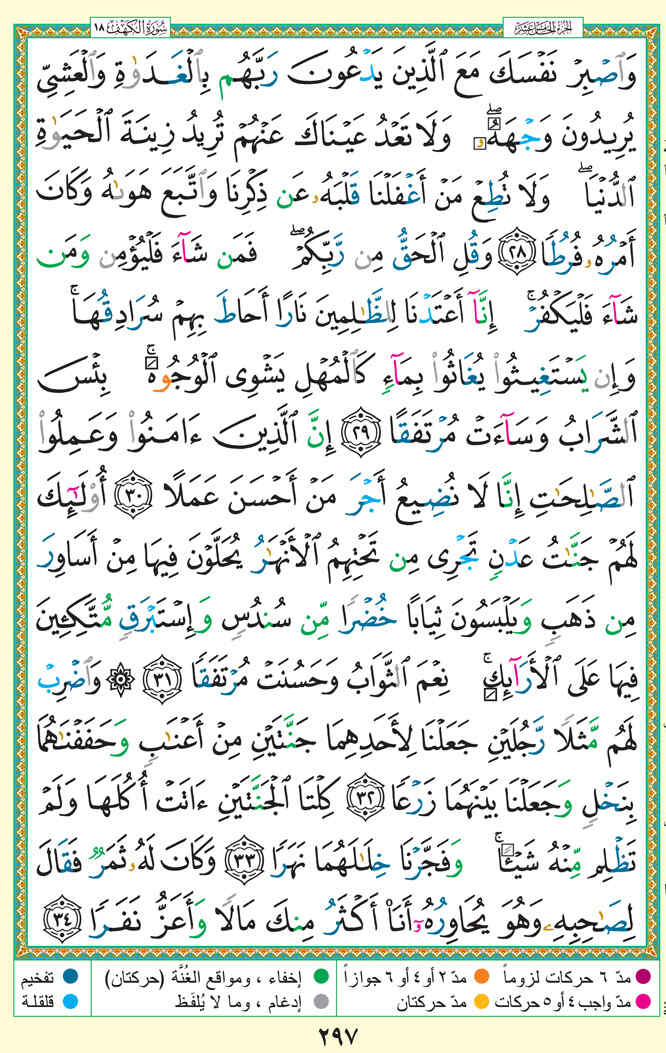 سُورَةُ الكَهۡفِ ١٨
الجُزءُ الخَامِسَ عَشَرَ
وَٱصۡبِرۡ نَفۡسَكَ مَعَ ٱلَّذِينَ يَدۡعُونَ رَبَّهُم بِٱلۡغَدَوٰةِ وَٱلۡعَشِيِّ
يُرِيدُونَ وَجۡهَهُۥۖ وَلَا تَعۡدُ عَيۡنَاكَ عَنۡهُمۡ تُرِيدُ زِينَةَ ٱلۡحَيَوٰةِ
ٱلدُّنۡيَاۖ وَلَا تُطِعۡ مَنۡ أَغۡفَلۡنَا قَلۡبَهُۥ عَن ذِكۡرِنَا وَٱتَّبَعَ هَوَىٰهُ وَكَانَ
أَمۡرُهُۥ فُرُطٗا ٢٨ وَقُلِ ٱلۡحَقُّ مِن رَّبِّكُمۡۖ فَمَن شَآءَ فَلۡيُؤۡمِن وَمَن
شَآءَ فَلۡيَكۡفُرۡۚ إِنَّآ أَعۡتَدۡنَا لِلظَّٰلِمِينَ نَارًا أَحَاطَ بِهِمۡ سُرَادِقُهَاۚ
وَإِن يَسۡتَغِيثُواْ يُغَاثُواْ بِمَآءٖ كَٱلۡمُهۡلِ يَشۡوِي ٱلۡوُجُوهَۚ بِئۡسَ
ٱلشَّرَابُ وَسَآءَتۡ مُرۡتَفَقًا ٢٩ إِنَّ ٱلَّذِينَ ءَامَنُواْ وَعَمِلُواْ
ٱلصَّٰلِحَٰتِ إِنَّا لَا نُضِيعُ أَجۡرَ مَنۡ أَحۡسَنَ عَمَلًا ٣٠ أُوْلَٰٓئِكَ
لَهُمۡ جَنَّٰتُ عَدۡنٖ تَجۡرِي مِن تَحۡتِهِمُ ٱلۡأَنۡهَٰرُ يُحَلَّوۡنَ فِيهَا مِنۡ أَسَاوِرَ
مِن ذَهَبٖ وَيَلۡبَسُونَ ثِيَابًا خُضۡرٗا مِّن سُندُسٖ وَإِسۡتَبۡرَقٖ مُّتَّكِـِٔينَ
فِيهَا عَلَى ٱلۡأَرَآئِكِۚ نِعۡمَ ٱلثَّوَابُ وَحَسُنَتۡ مُرۡتَفَقٗا ٣١ ۞ وَٱضۡرِبۡ
لَهُم مَّثَلٗا رَّجُلَيۡنِ جَعَلۡنَا لِأَحَدِهِمَا جَنَّتَيۡنِ مِنۡ أَعۡنَٰبٖ وَحَفَفۡنَٰهُمَا
بِنَخۡلٖ وَجَعَلۡنَا بَيۡنَهُمَا زَرۡعٗا ٣٢ كِلۡتَا ٱلۡجَنَّتَيۡنِ ءَاتَتۡ أُكُلَهَا وَلَمۡ
تَظۡلِم مِّنۡهُ شَيۡـٔٗاۚ وَفَجَّرۡنَا خِلَٰلَهُمَا نَهَرٗا ٣٣ وَكَانَ لَهُۥ ثَمَرٞ فَقَالَ
لِصَٰحِبِهِۦ وَهُوَ يُحَاوِرُهُۥٓ أَنَا۠ أَكۡثَرُ مِنكَ مَالٗا وَأَعَزُّ نَفَرٗا ٣٤
مدّ ٦ حركات لزوماً مدّ ٢ أو ٤ أو ٦ جوازاً إخفاء ، ومواقع الغُنَّة (حركتان) تفخيم
مدّ واجب ٤ أو ٥ حركات مدّ حركتان إدغام ، وما لا يُلفَظ قلقلة
٢٩٧